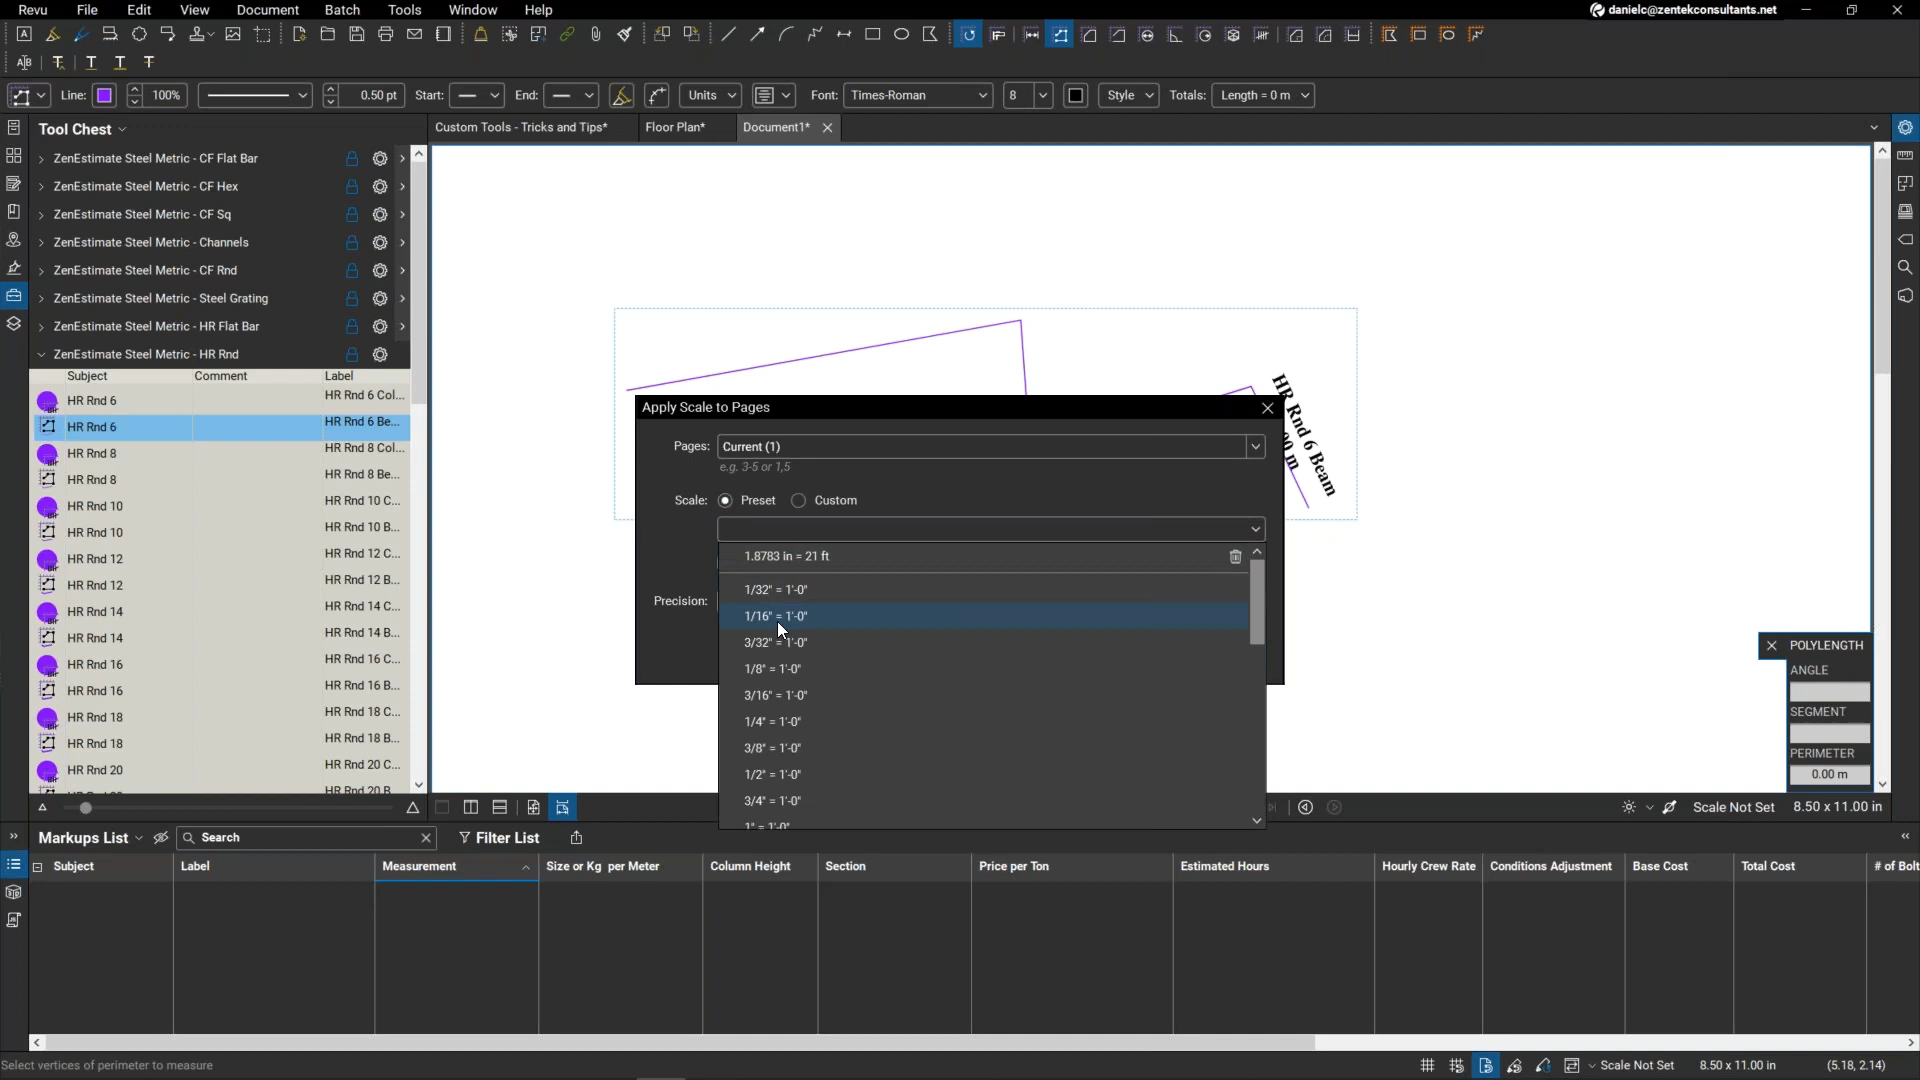 Revu File Edit View Document Batch Tools Window Help danielc@zentekconsultants.net
Line: 100% 0.50 pt Start: End: Units Font: Times-Roman 8 Style Totals: Length = 0 m
Tool Chest
Custom Tools - Tricks and Tips* Floor Plan* Document1*
ZenEstimate Steel Metric - CF Flat Bar
ZenEstimate Steel Metric - CF Hex
ZenEstimate Steel Metric - CF Sq
ZenEstimate Steel Metric - Channels
ZenEstimate Steel Metric - CF Rnd
ZenEstimate Steel Metric - Steel Grating
ZenEstimate Steel Metric - HR Flat Bar
ZenEstimate Steel Metric - HR Rnd
Subject Comment Label
HR Rnd 6 HR Rnd 6 Col...
HR Rnd 6 HR Rnd 6 Be...
HR Rnd 8 HR Rnd 8 Col...
HR Rnd 8 HR Rnd 8 Be...
HR Rnd 10 HR Rnd 10 C...
HR Rnd 10 HR Rnd 10 B...
HR Rnd 12 HR Rnd 12 C...
HR Rnd 12 HR Rnd 12 B...
HR Rnd 14 HR Rnd 14 C...
HR Rnd 14 HR Rnd 14 B...
HR Rnd 16 HR Rnd 16 C...
HR Rnd 16 HR Rnd 16 B...
HR Rnd 18 HR Rnd 18 C...
HR Rnd 18 HR Rnd 18 B...
HR Rnd 20 HR Rnd 20 C...
HR Rnd 20 B...
HR Rnd 6 Beam
m
Apply Scale to Pages
Pages: Current (1)
e.g. 3-5 or 1,5
Scale: Preset Custom
1.8783 in = 21 ft
Precision:
1/32" = 1'-0"
1/16" = 1'-0"
3/32" = 1'-0"
1/8" = 1'-0"
3/16" = 1'-0"
1/4" = 1'-0"
3/8" = 1'-0"
1/2" = 1'-0"
3/4" = 1'-0"
1" = 1'-0"
POLYLENGTH
ANGLE
SEGMENT
PERIMETER
0.00 m
Scale Not Set 8.50 x 11.00 in
Markups List Search Filter List
Subject Label Measurement Size or Kg per Meter Column Height Section Price per Ton Estimated Hours Hourly Crew Rate Conditions Adjustment Base Cost Total Cost # of Bolt
Select vertices of perimeter to measure
Scale Not Set 8.50 x 11.00 in (5.18, 2.14)